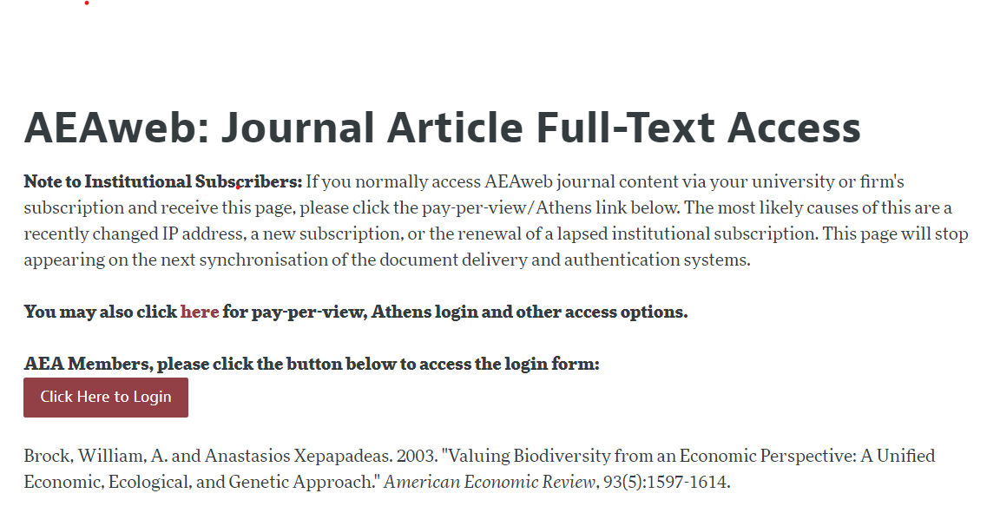 AEAweb: Journal Article Full-Text Access
Note to Institutional Subscribers: If you normally access AEAweb journal content via your university or firm's
subscription and receive this page, please click the pay-per-view/Athens link below. The most likely causes of this are a
recently changed IP address, a new subscription, or the renewal of a lapsed institutional subscription. This page will stop
appearing on the next synchronisation of the document delivery and authentication systems.
You may also click here for pay-per-view, Athens login and other access options.
AEA Members, please click the button below to access the login form:
Click Here to Login
Brock, William, A. and Anastasios Xepapadeas. 2003. "Valuing Biodiversity from an Economic Perspective: A Unified
Economic, Ecological, and Genetic Approach." American Economic Review, 93(5):1597-1614.